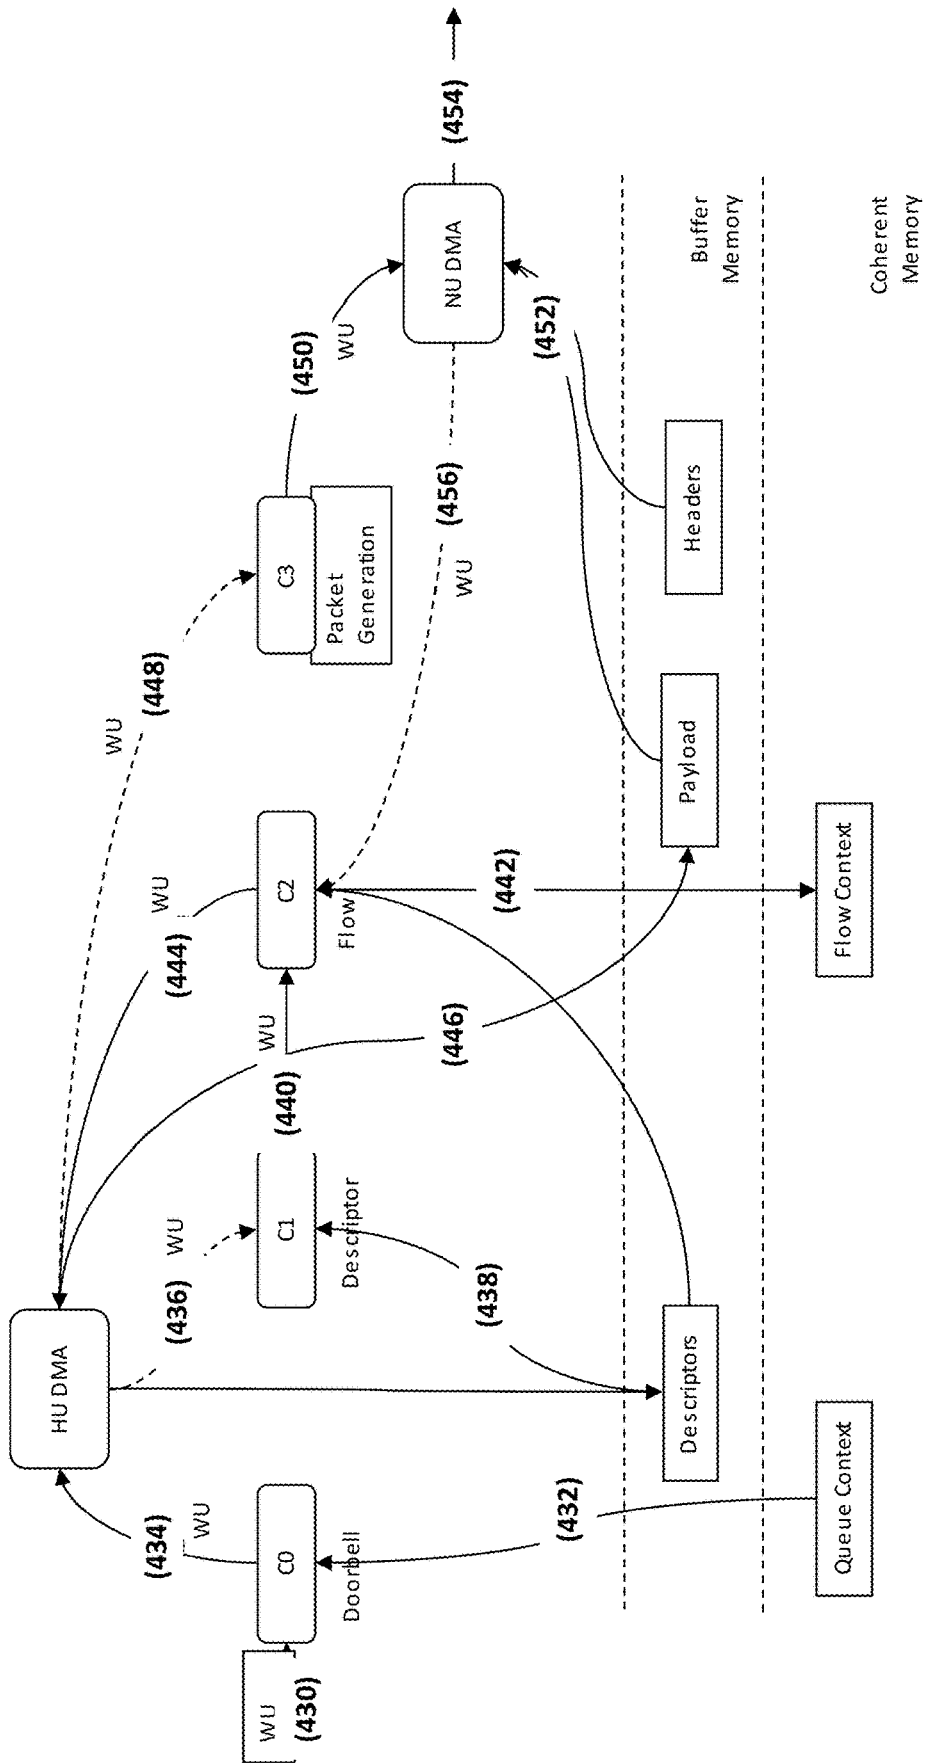 WU
(430)
C0
Doorbell
(434)
WU
HU DMA
(432)
Queue Context
(436)
WU
C1
Descriptor
(438)
Descriptors
(440)
WU
C2
Flow
(444)
WU
(446)
(442)
Flow Context
Payload
WU
(448)
C3
Packet
Generation
(450)
WU
(456)
WU
Headers
(452)
NU DMA
(454)
Buffer
Memory
Coherent
Memory